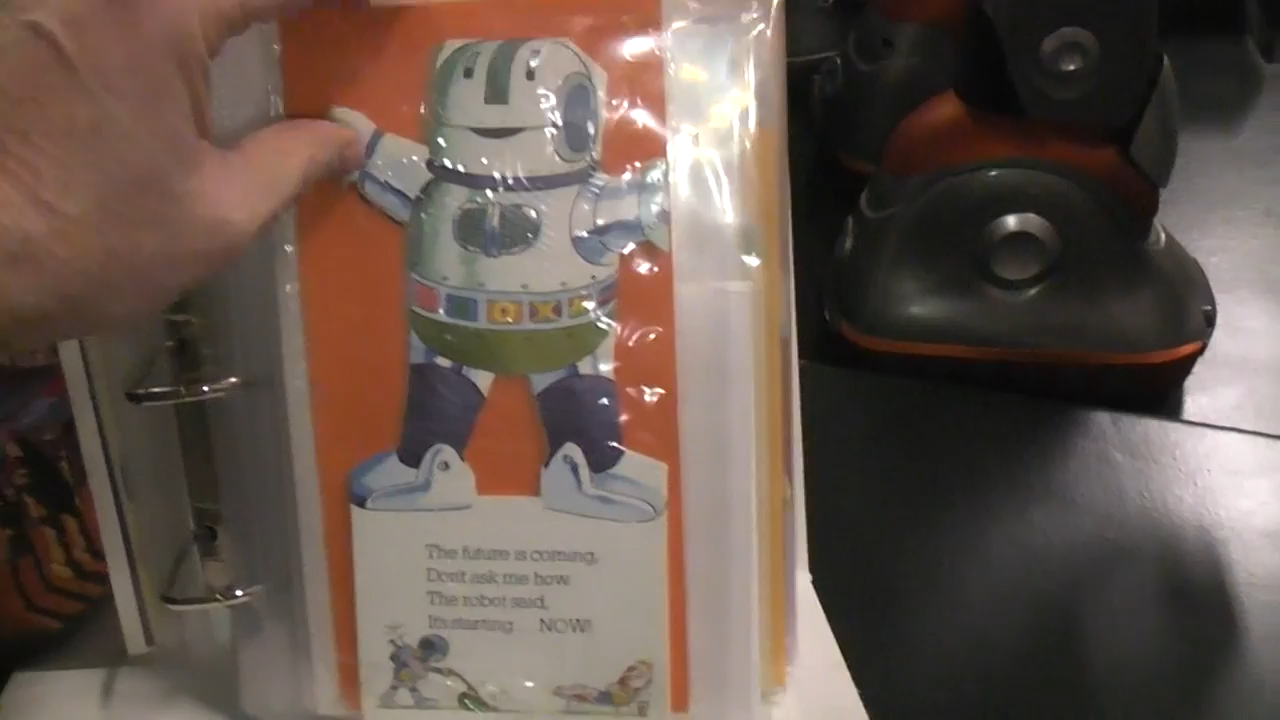 The future is coming,
Don't ask me how
The robot said,
It's starting... NOW!